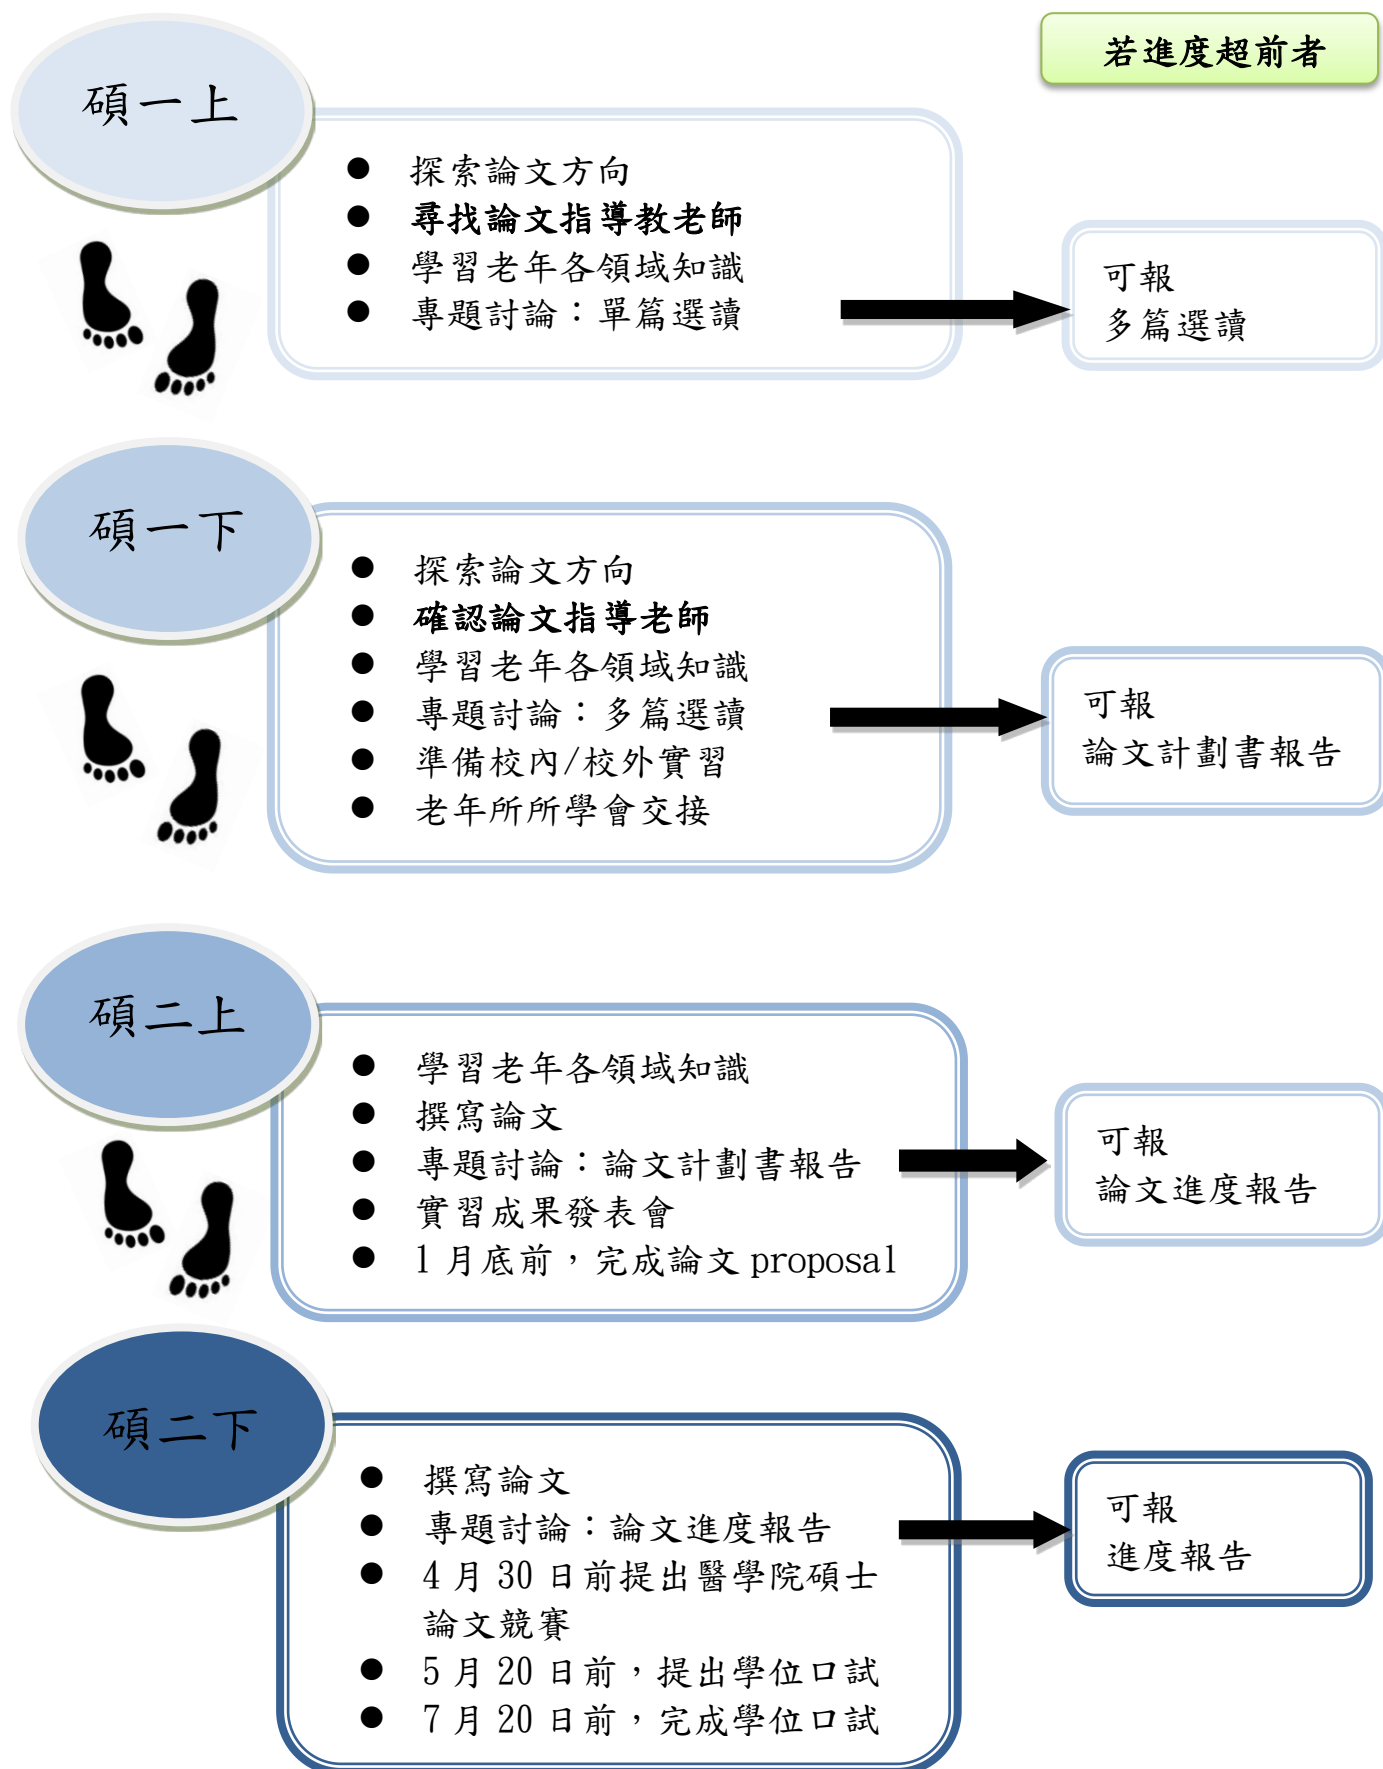 若進度超前者
碩一上
● 探索論文方向
● 尋找論文指導教老師
● 學習老年各領域知識
● 專題討論：單篇選讀
可報
多篇選讀
碩一下
● 探索論文方向
● 確認論文指導老師
● 學習老年各領域知識
● 專題討論：多篇選讀
● 準備校內/校外實習
● 老年所所學會交接
可報
論文計劃書報告
碩二上
● 學習老年各領域知識
● 撰寫論文
● 專題討論：論文計劃書報告
● 實習成果發表會
● 1 月底前，完成論文 proposal
可報
論文進度報告
碩二下
● 撰寫論文
● 專題討論：論文進度報告
● 4 月 30 日前提出醫學院碩士
論文競賽
● 5 月 20 日前，提出學位口試
● 7 月 20 日前，完成學位口試
可報
進度報告